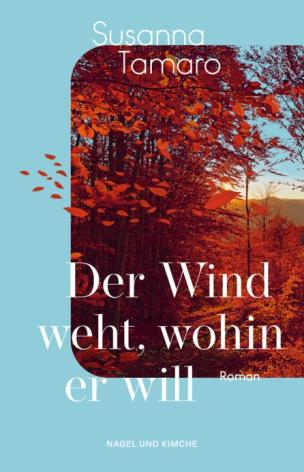 Susanna
Tamaro
Der Wind
weht, wohin
er will
Roman
NAGEL UND KIMCHE